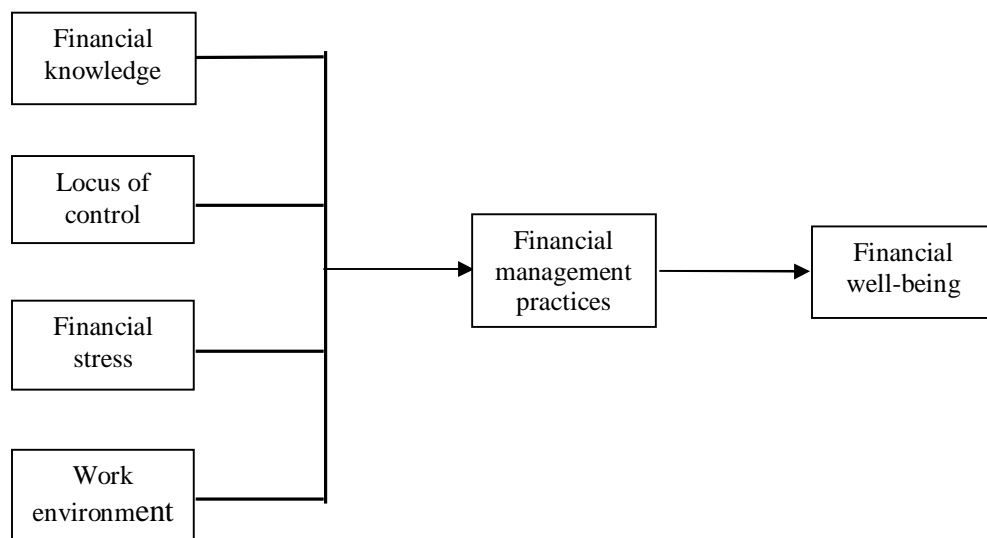 Financial
knowledge
Locus of
control
Financial
stress
Work
environment
Financial
management
practices
Financial
well-being